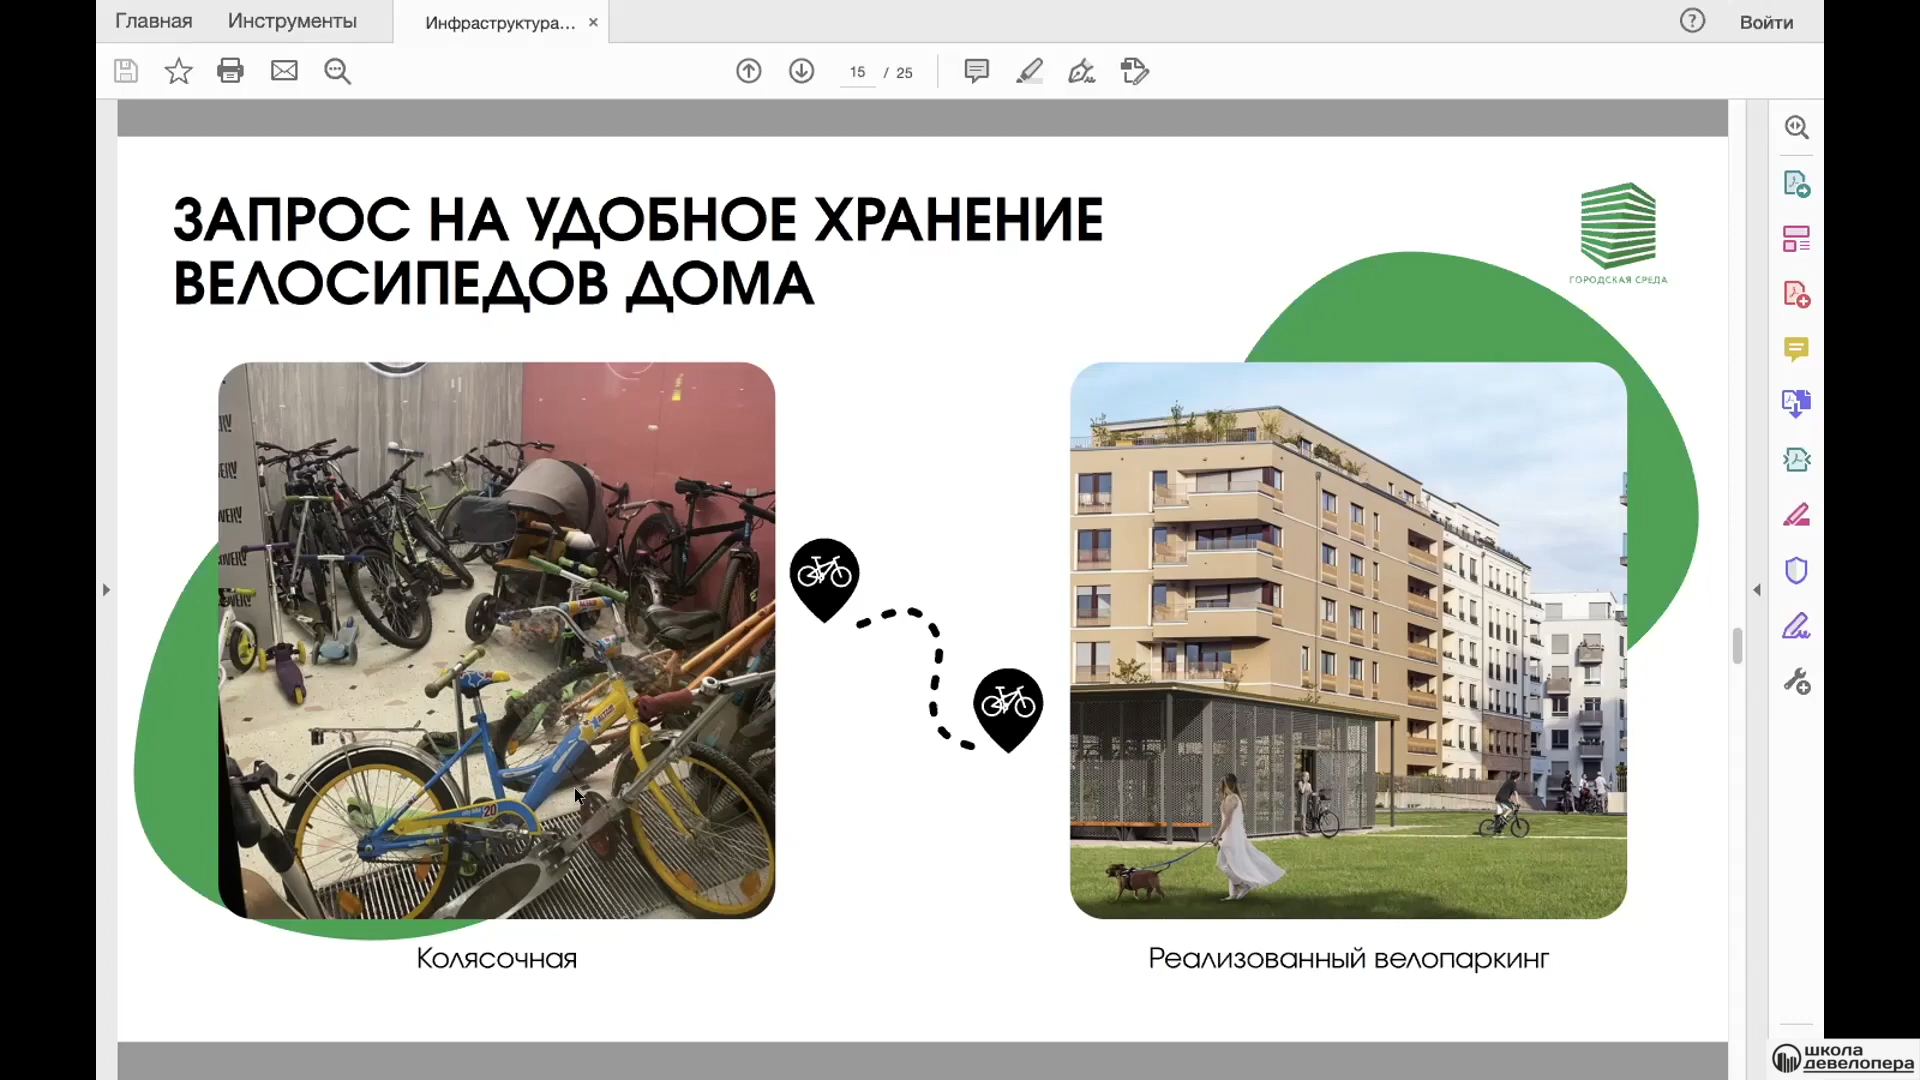 Главная
Инструменты
Инфраструктура...
Войти
15 / 25
ЗАПРОС НА УДОБНОЕ ХРАНЕНИЕ
ВЕЛОСИПЕДОВ ДОМА
ГОРОДСКАЯ СРЕДА
20
Колясочная
Реализованный велопаркинг
школа
девелопера